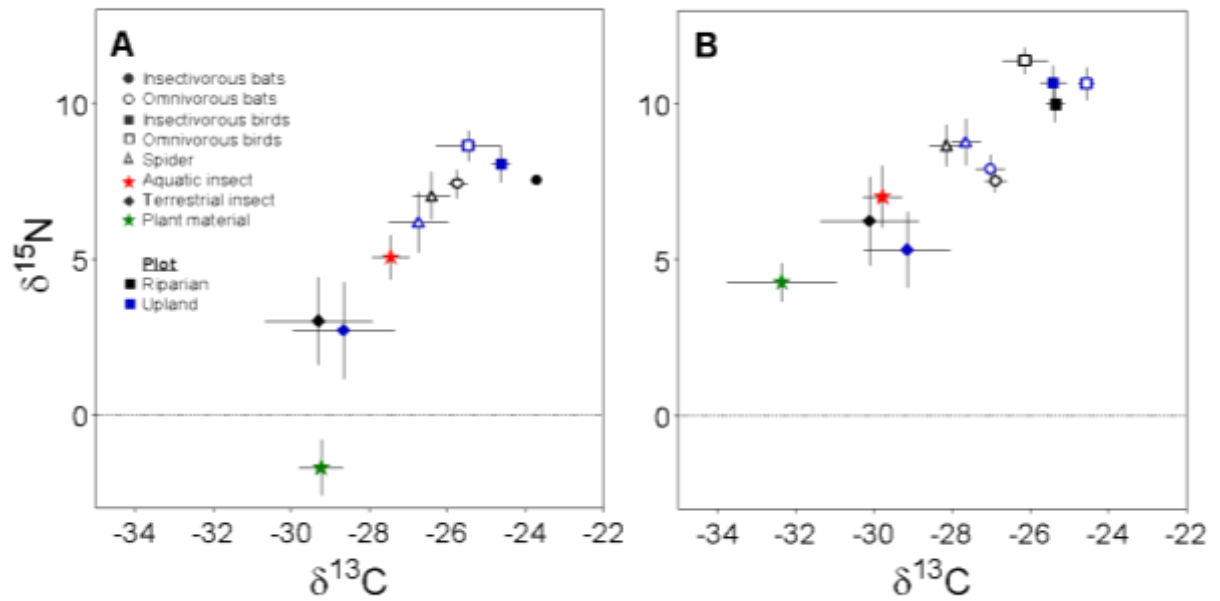 A
Insectivorous bats
Omnivorous bats
Insectivorous birds
Omnivorous birds
Spider
Aquatic insect
Terrestrial insect
Plant material
Plot
Riparian
Upland
10
5
0
δ¹⁵N
-34 -32 -30 -28 -26 -24 -22
δ¹³C
B
10
5
0
-34 -32 -30 -28 -26 -24 -22
δ¹³C